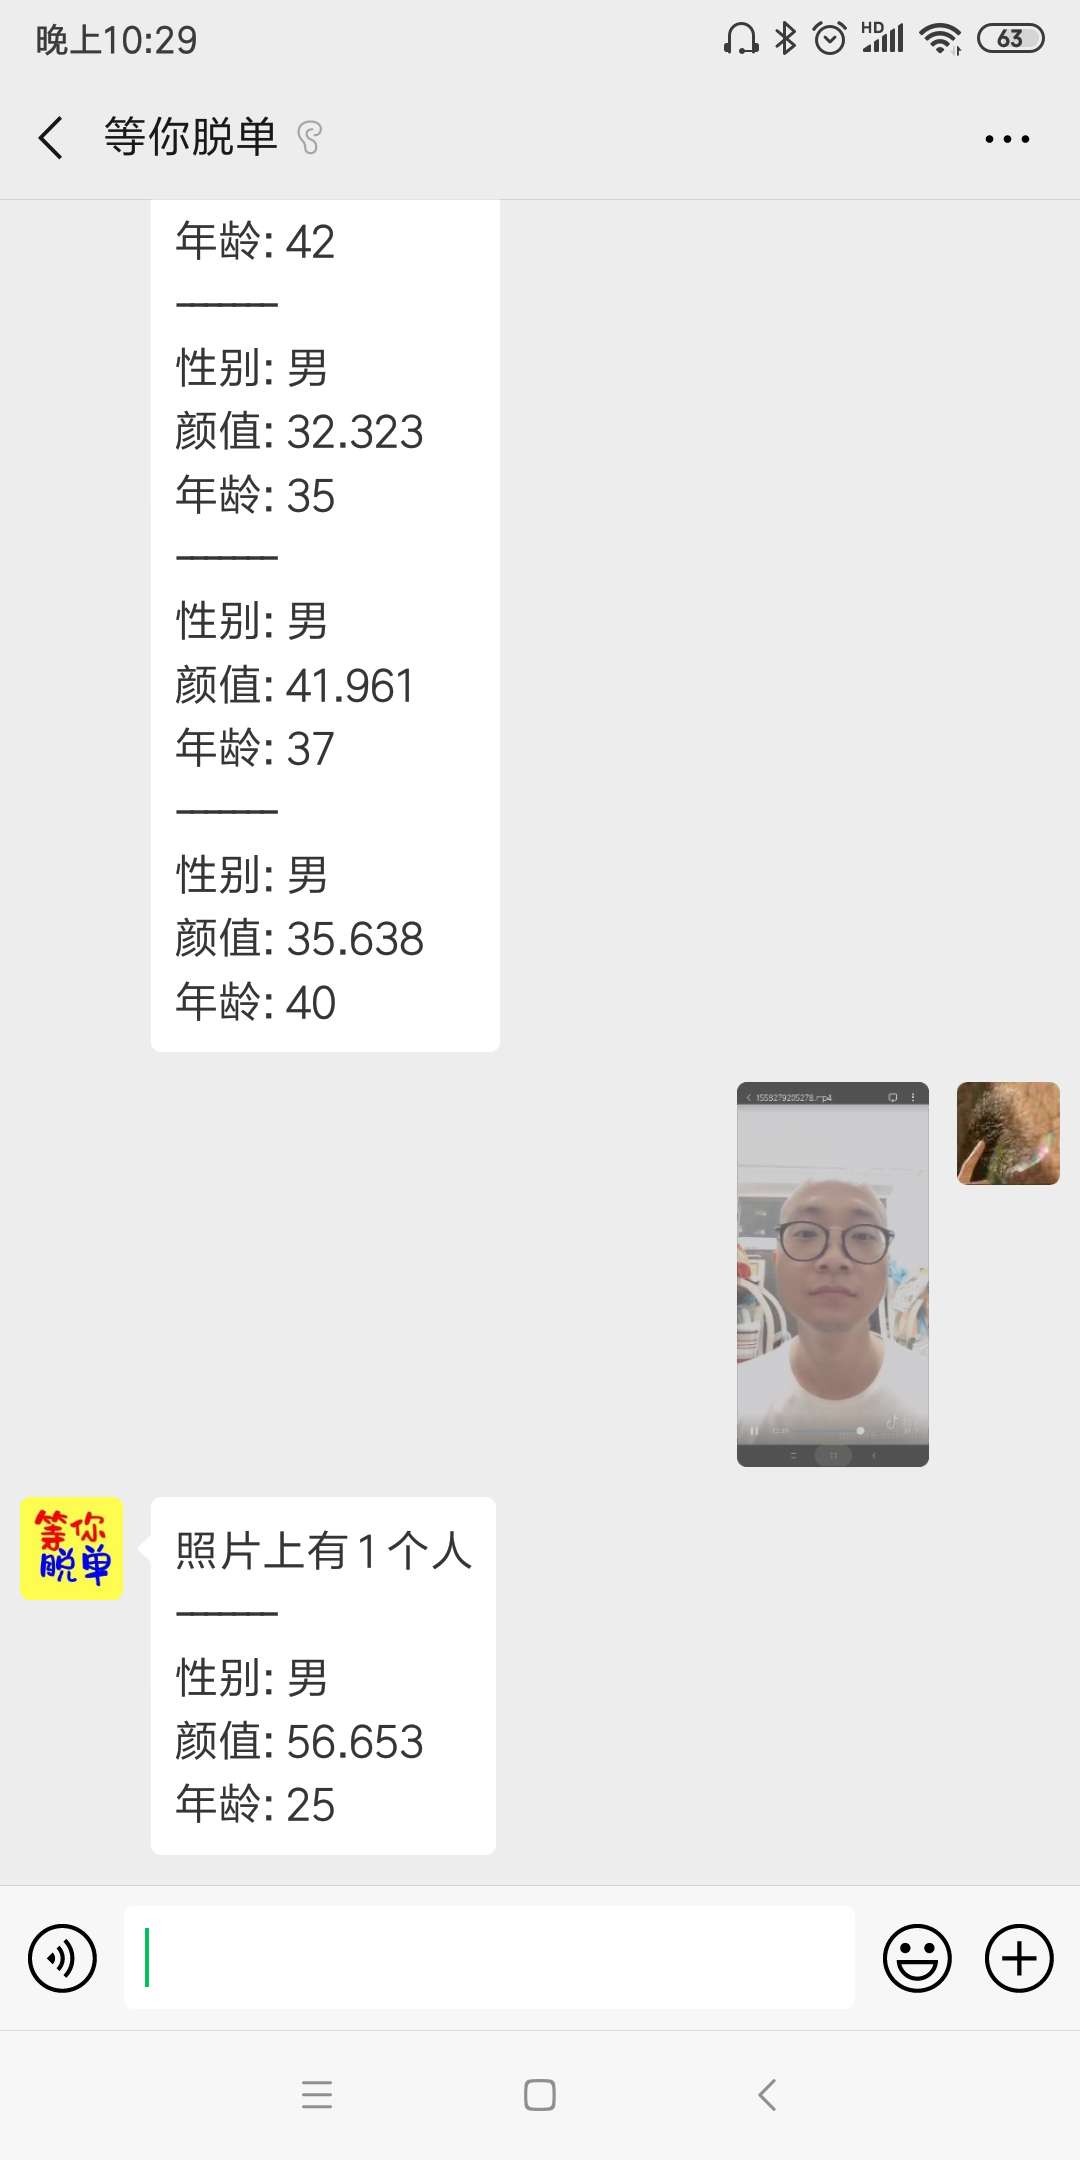 晚上10:29
HD
63
等你脱单
年龄: 42
-------
性别: 男
颜值: 32.323
年龄: 35
-------
性别: 男
颜值: 41.961
年龄: 37
-------
性别: 男
颜值: 35.638
年龄: 40
1558279205278.mp4
等你
脱单
照片上有1个人
-------
性别: 男
颜值: 56.653
年龄: 25